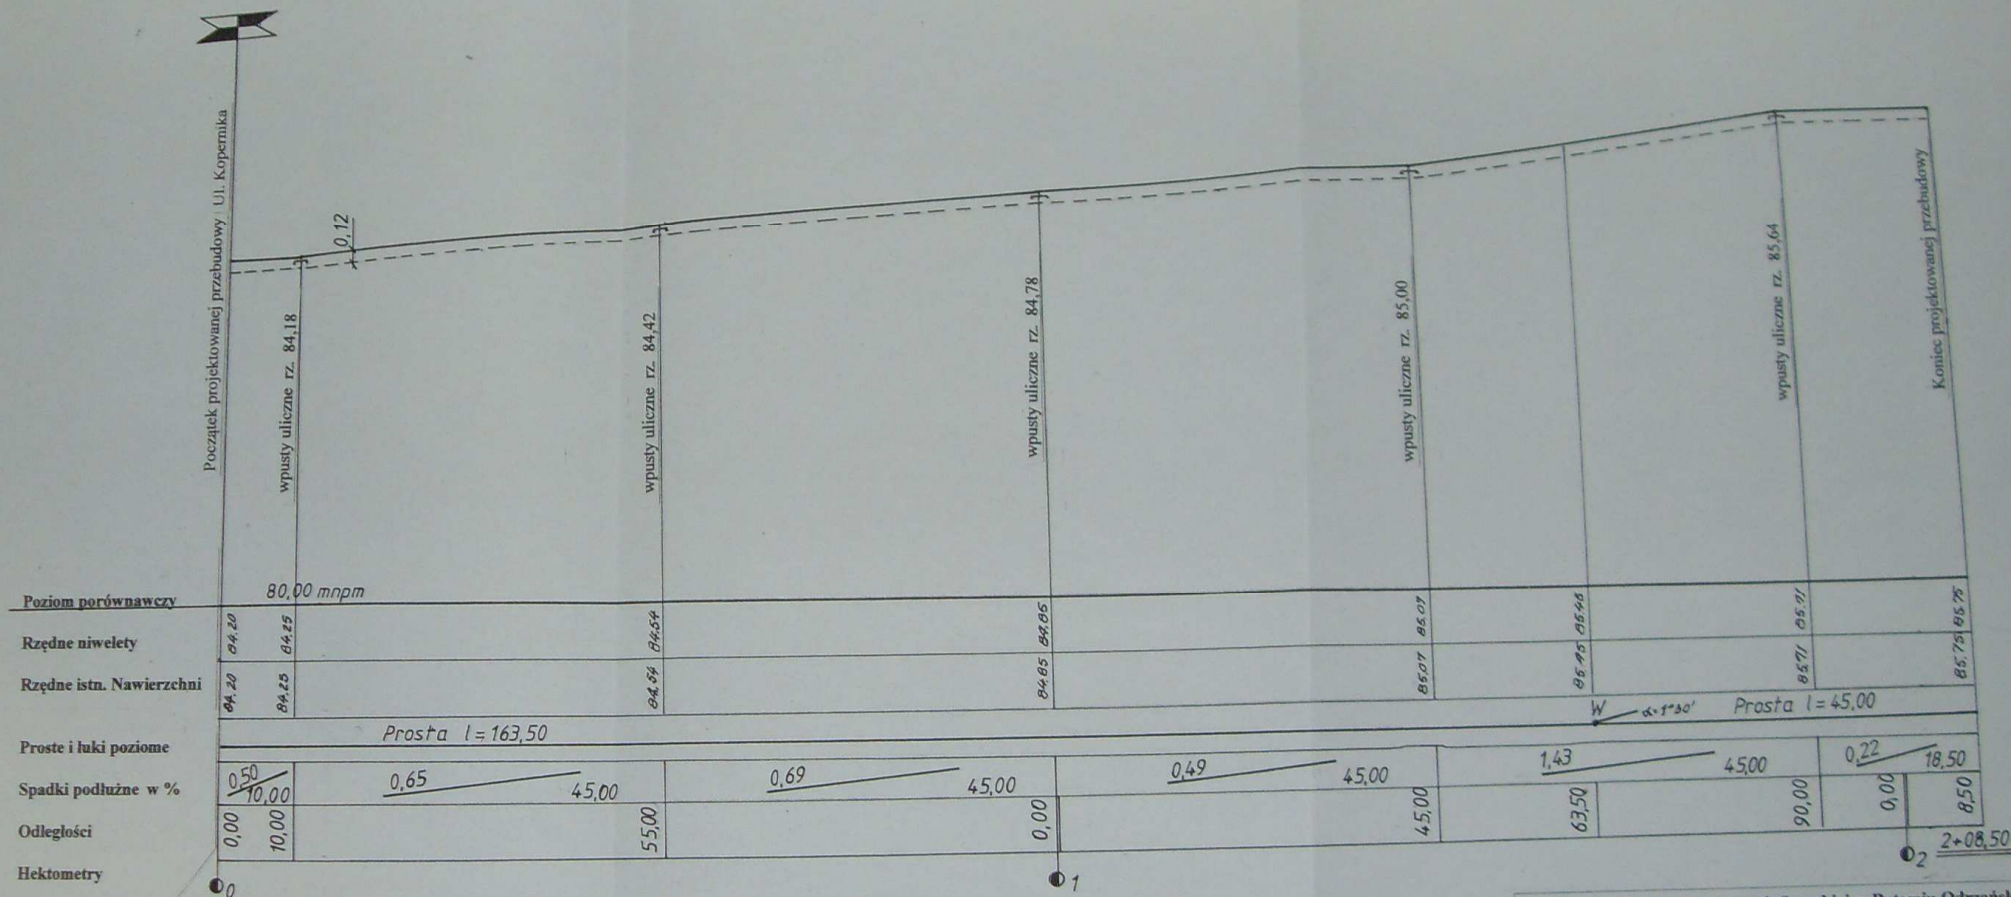 Początek projektowanej przebudowy Ul. Kopernika
0,12
wpusty uliczne rz. 84,18
wpusty uliczne rz. 84,42
wpusty uliczne rz. 84,78
wpusty uliczne rz. 85,00
wpusty uliczne rz. 85,64
Koniec projektowanej przebudowy
Poziom porównawczy 80,00 mnpm
Rzędne niwelety 84.20 84.25 84.54 84.85 85.07 85.71 85.75
Rzędne istn. Nawierzchni 84.20 84.25 84.54 84.85 85.07 85.71 85.75
Proste i łuki poziome Prosta l = 163,50 W Prosta l = 45,00
Spadki podłużne w % 0,50 10,00 0,65 45,00 0,69 45,00 0,49 45,00 1,43 45,00 0,22 18,50
Odległości 0,00 10,00 55,00 0,00 45,00 63,50 90,00 0,00 8,50
Hektometry 0 1 2 2+08,50